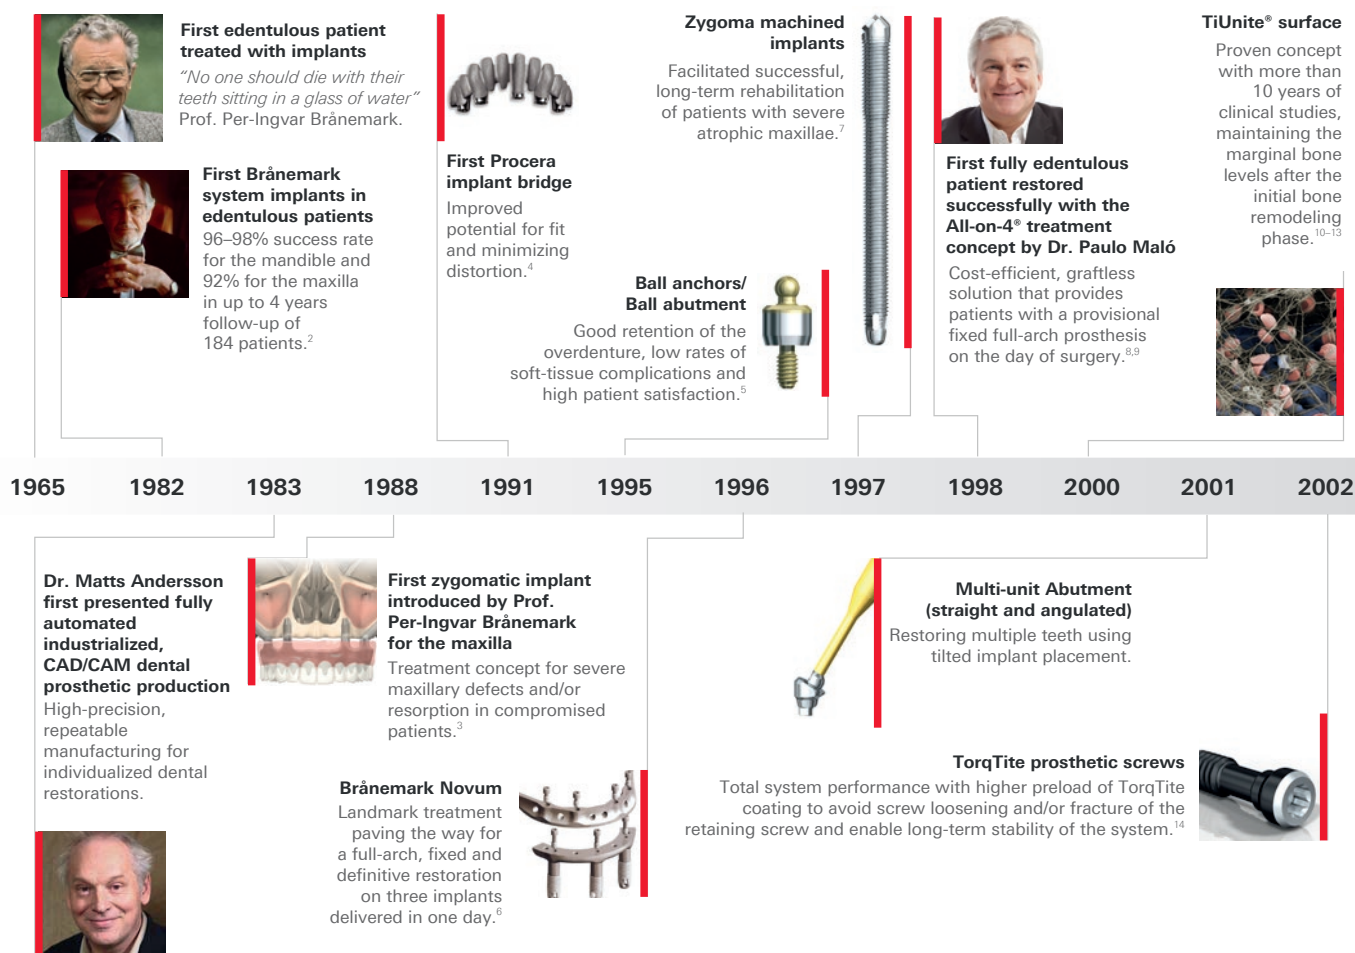 First edentulous patient
treated with implants
“No one should die with their
teeth sitting in a glass of water”
Prof. Per-Ingvar Brånemark.
First Brånemark
system implants in
edentulous patients
96–98% success rate
for the mandible and
92% for the maxilla
in up to 4 years
follow-up of
184 patients.2
First Procera
implant bridge
Improved
potential for fit
and minimizing
distortion.4
Zygoma machined
implants
Facilitated successful,
long-term rehabilitation
of patients with severe
atrophic maxillae.7
Ball anchors/
Ball abutment
Good retention of the
overdenture, low rates of
soft-tissue complications and
high patient satisfaction.5
First fully edentulous
patient restored
successfully with the
All-on-4® treatment
concept by Dr. Paulo Maló
Cost-efficient, graftless
solution that provides
patients with a provisional
fixed full-arch prosthesis
on the day of surgery.8,9
TiUnite® surface
Proven concept
with more than
10 years of
clinical studies,
maintaining the
marginal bone
levels after the
initial bone
remodeling
phase.10–13
1965 1982 1983 1988 1991 1995 1996 1997 1998 2000 2001 2002
Dr. Matts Andersson
first presented fully
automated
industrialized,
CAD/CAM dental
prosthetic production
High-precision,
repeatable
manufacturing for
individualized dental
restorations.
First zygomatic implant
introduced by Prof.
Per-Ingvar Brånemark
for the maxilla
Treatment concept for severe
maxillary defects and/or
resorption in compromised
patients.3
Brånemark Novum
Landmark treatment
paving the way for
a full-arch, fixed and
definitive restoration
on three implants
delivered in one day.6
Multi-unit Abutment
(straight and angulated)
Restoring multiple teeth using
tilted implant placement.
TorqTite prosthetic screws
Total system performance with higher preload of TorqTite
coating to avoid screw loosening and/or fracture of the
retaining screw and enable long-term stability of the system.14